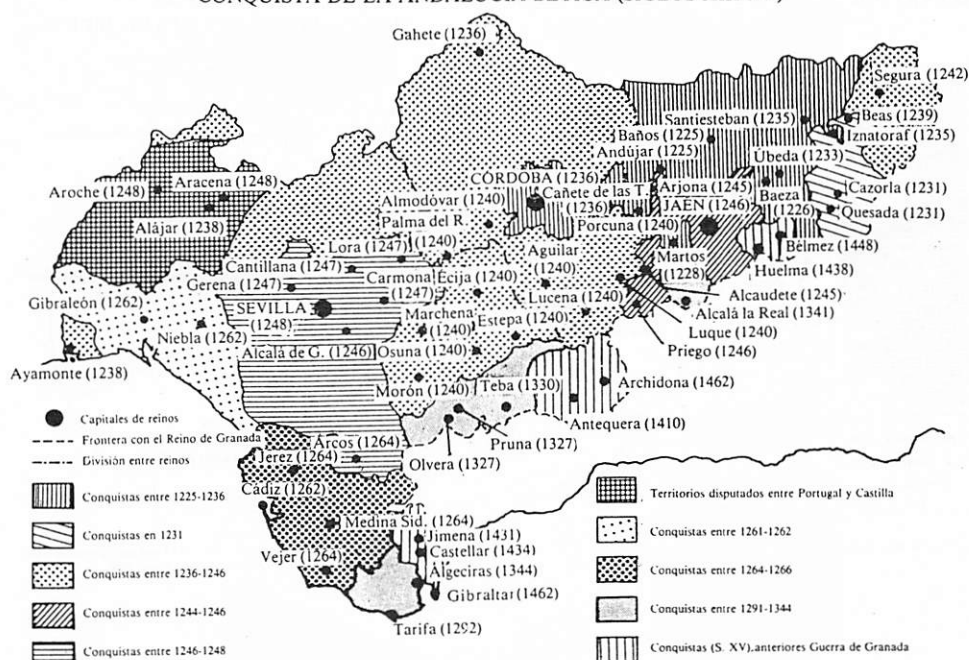 CONQUISTA DE LA ANDALUCÍA BÉTICA
Gahete (1236)
Segura (1242)
Santiesteban (1235)
Beas (1239)
Baños (1225)
Iznatoraf (1235)
Andújar (1225)
Úbeda (1233)
Aroche (1248)
Aracena (1248)
CÓRDOBA (1236)
Cañete de las T.
(1236)
Arjona (1245)
JAÉN (1246)
Baeza
(1226)
Cazorla (1231)
Quesada (1231)
Alájar (1238)
Almodóvar (1240)
Palma del R.
(1240)
Porcuna (1240)
Lora (1247)
Aguilar
(1240)
Martos
(1228)
Bèlmez (1448)
Huelma (1438)
Cantillana (1247)
Gerena (1247)
Carmona
(1247)
Écija (1240)
Alcaudete (1245)
Alcalá la Real (1341)
Gibraleón (1262)
SEVILLA
(1248)
Marchena
(1240)
Lucena (1240)
Luque (1240)
Niebla (1262)
Estepa (1240)
Priego (1246)
Alcalá de G. (1246)
Osuna (1240)
Ayamonte (1238)
Morón (1240)
Teba (1330)
Archidona (1462)
Antequera (1410)
Pruna (1327)
Olvera (1327)
Arcos (1264)
Jerez (1264)
Cádiz (1262)
Medina Sid. (1264)
Jimena (1431)
Castellar (1434)
Vejer (1264)
Algeciras (1344)
Gibraltar (1462)
Tarifa (1292)
Capitales de reinos
Frontera con el Reino de Granada
División entre reinos
Conquistas entre 1225-1236
Conquistas en 1231
Conquistas entre 1236-1246
Conquistas entre 1244-1246
Conquistas entre 1246-1248
Territorios disputados entre Portugal y Castilla
Conquistas entre 1261-1262
Conquistas entre 1264-1266
Conquistas entre 1291-1344
Conquistas (S. XV), anteriores Guerra de Granada